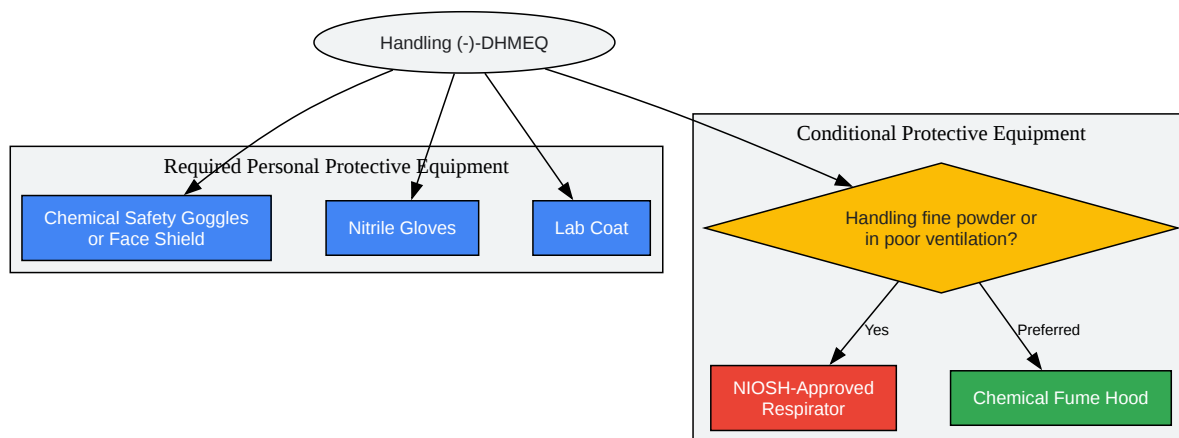 Handling (-)-DHMEQ
Required Personal Protective Equipment
Chemical Safety Goggles
or Face Shield
Nitrile Gloves
Lab Coat
Conditional Protective Equipment
Handling fine powder or
in poor ventilation?
Yes
Preferred
NIOSH-Approved
Respirator
Chemical Fume Hood